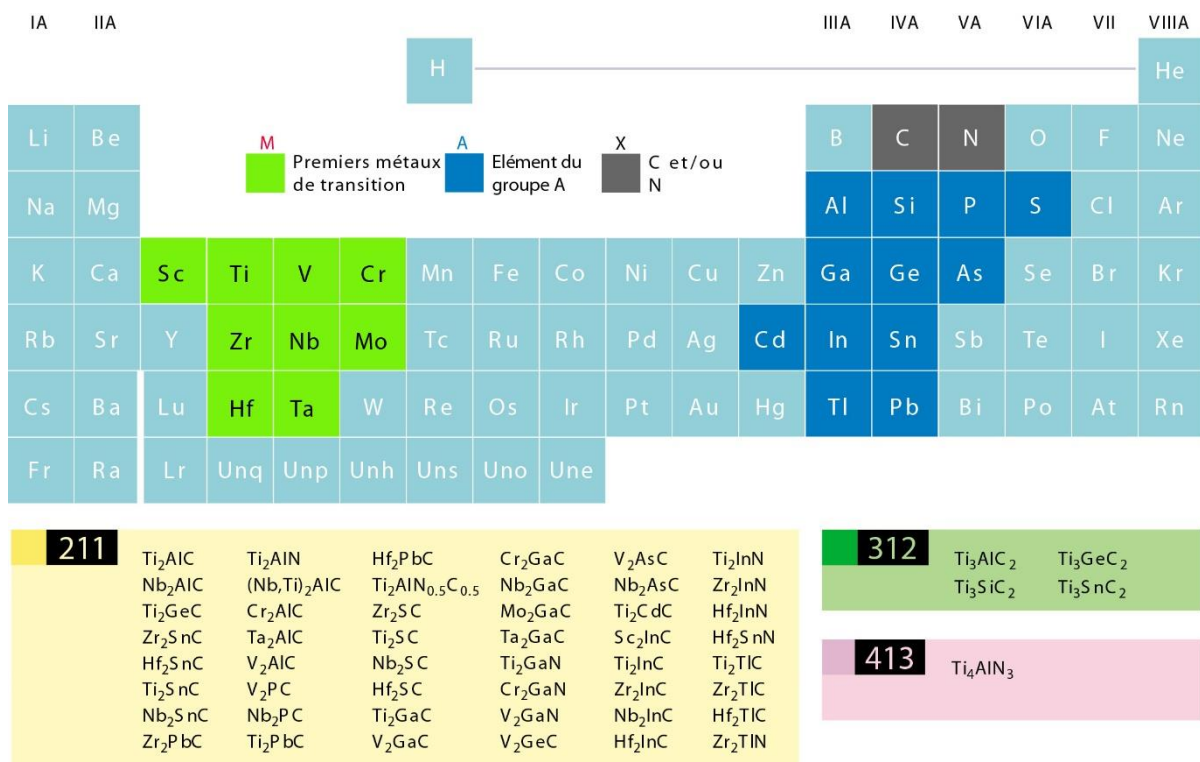 IA IIA IIIA IVA VA VIA VII VIIIA
H He
Li Be B C N O F Ne
M A X
Premiers métaux de transition
Elément du groupe A
C et/ou N
Na Mg Al Si P S Cl Ar
K Ca Sc Ti V Cr Mn Fe Co Ni Cu Zn Ga Ge As Se Br Kr
Rb Sr Y Zr Nb Mo Tc Ru Rh Pd Ag Cd In Sn Sb Te I Xe
Cs Ba Lu Hf Ta W Re Os Ir Pt Au Hg Tl Pb Bi Po At Rn
Fr Ra Lr Unq Unp Unh Uns Uno Une
211
Ti₂AlC Ti₂AlN Hf₂PbC Cr₂GaC V₂AsC Ti₂InN
Nb₂AlC (Nb,Ti)₂AlC Ti₂AlN₀.₅C₀.₅ Nb₂GaC Nb₂AsC Zr₂InN
Ti₂GeC Cr₂AlC Zr₂SC Mo₂GaC Ti₂CdC Hf₂InN
Zr₂SnC Ta₂AlC Ti₂SC Ta₂GaC Sc₂InC Hf₂SnN
Hf₂SnC V₂AlC Nb₂SC Ti₂GaN Ti₂InC Ti₂TlC
Ti₂SnC V₂PC Hf₂SC Cr₂GaN Zr₂InC Zr₂TlC
Nb₂SnC Nb₂PC Ti₂GaC V₂GaN Nb₂InC Hf₂TlC
Zr₂PbC Ti₂PbC V₂GaC V₂GeC Hf₂InC Zr₂TlN
312
Ti₃AlC₂ Ti₃GeC₂
Ti₃SiC₂ Ti₃SnC₂
413
Ti₄AlN₃